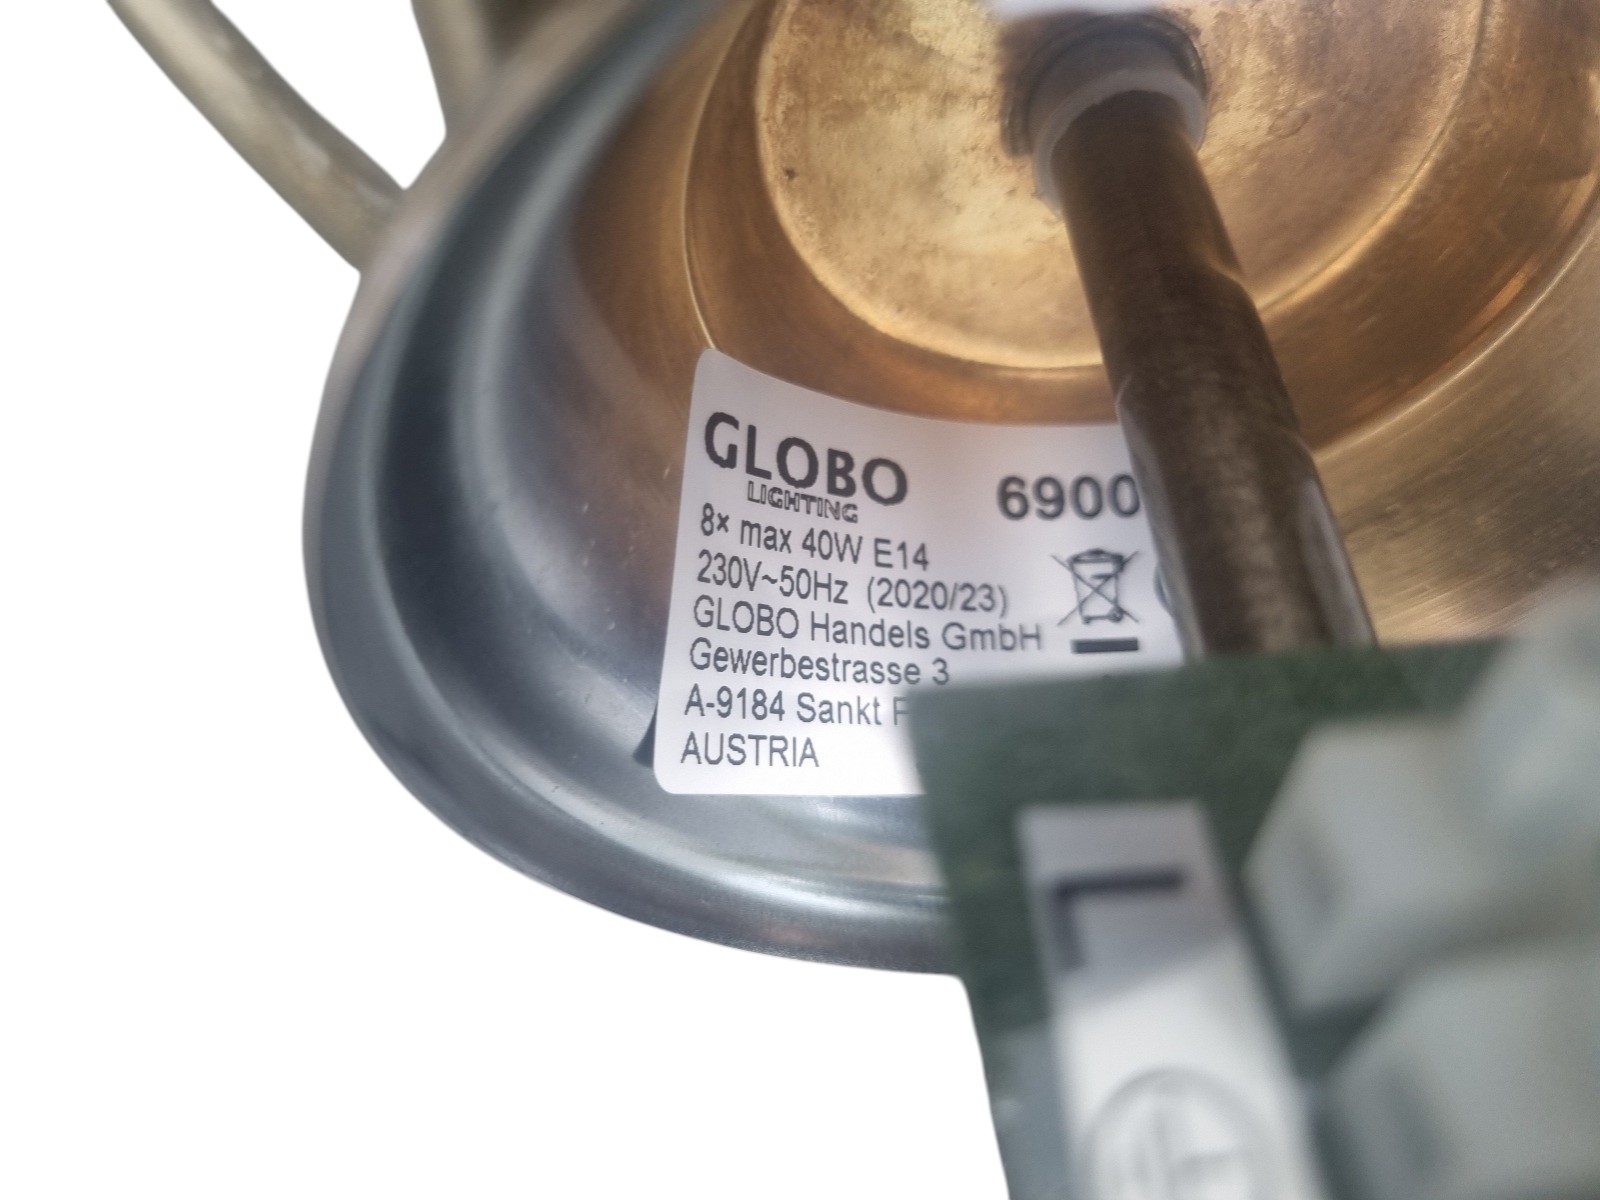 GLOBO
LIGHTING
6900
8× max 40W E14
230V~50Hz (2020/23)
GLOBO Handels GmbH
Gewerbestrasse 3
A-9184 Sankt
AUSTRIA
L